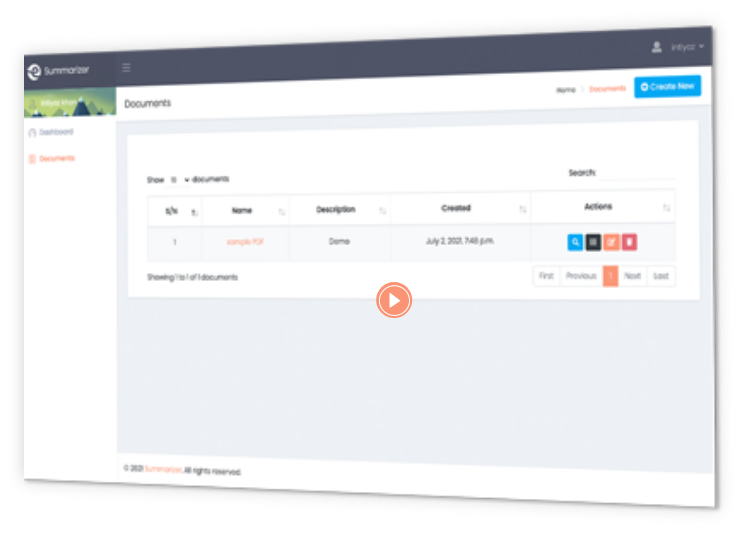 Summarizer
intiyaz
Intiyaz khan
Documents
Home
Documents
Create New
Dashboard
Documents
Show 10 documents
Search:
S/N Name Description Created Actions
1 sample PDF Demo July 2, 2021, 7:48 p.m.
Showing 1 to 1 of 1 documents
First Previous 1 Next Last
© 2021 Summarizer. All rights reserved.